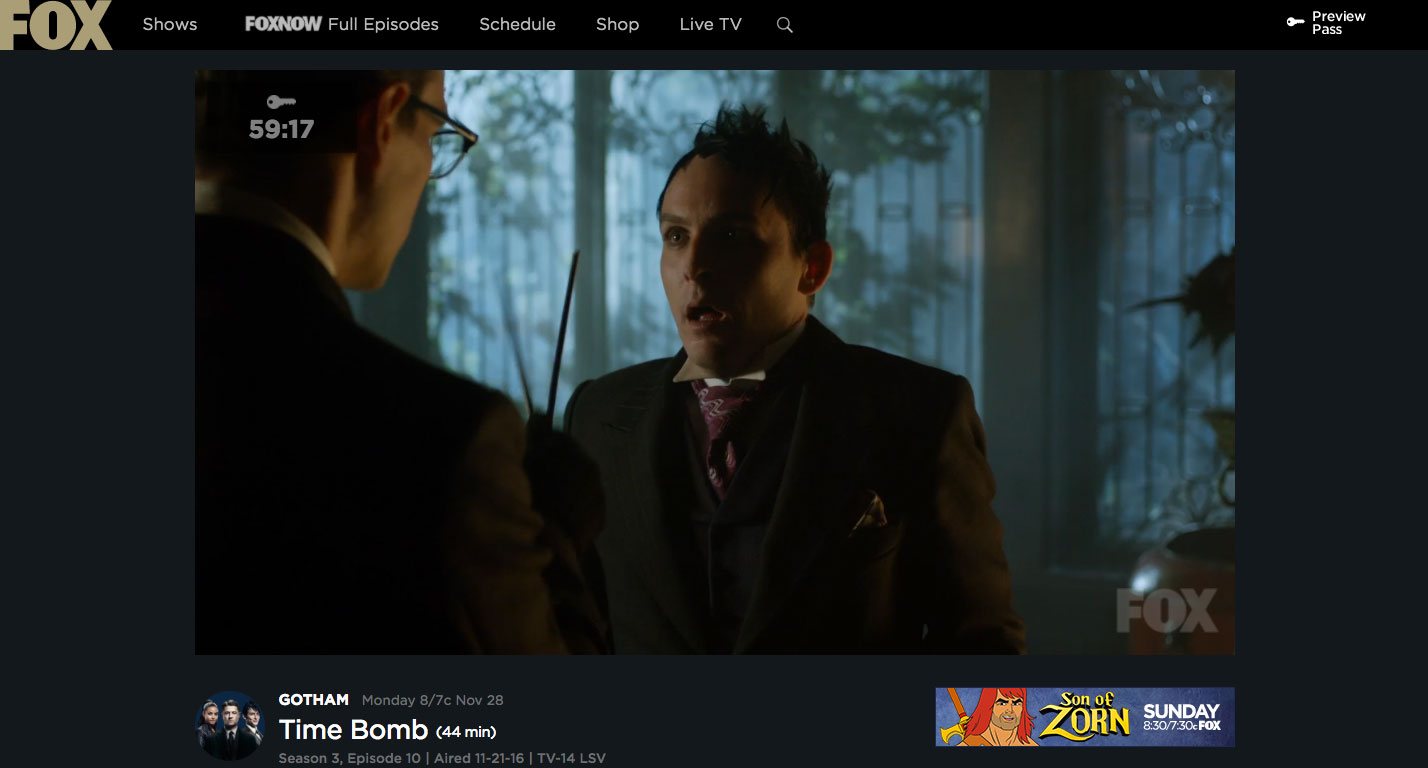 FOX
Shows
FOXNOW Full Episodes
Schedule
Shop
Live TV
Preview
Pass
59:17
FOX
GOTHAM Monday 8/7c Nov 28
Time Bomb (44 min)
Season 3, Episode 10 | Aired 11-21-16 | TV-14 LSV
Son of
ZORN
SUNDAY
8:30/7:30c FOX